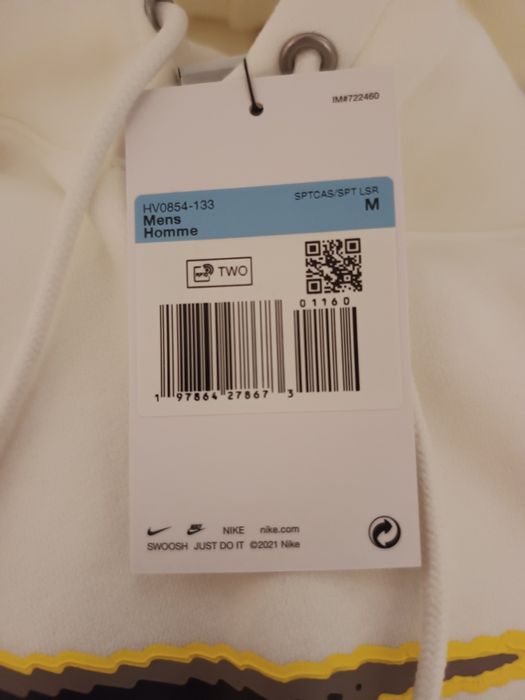 IM#722460
HV0854-133
SPTCAS/SPT LSR
Mens
M
Homme
RFID TWO
01160
1 97864 27867 3
NIKE nike.com
SWOOSH JUST DO IT ©2021 Nike